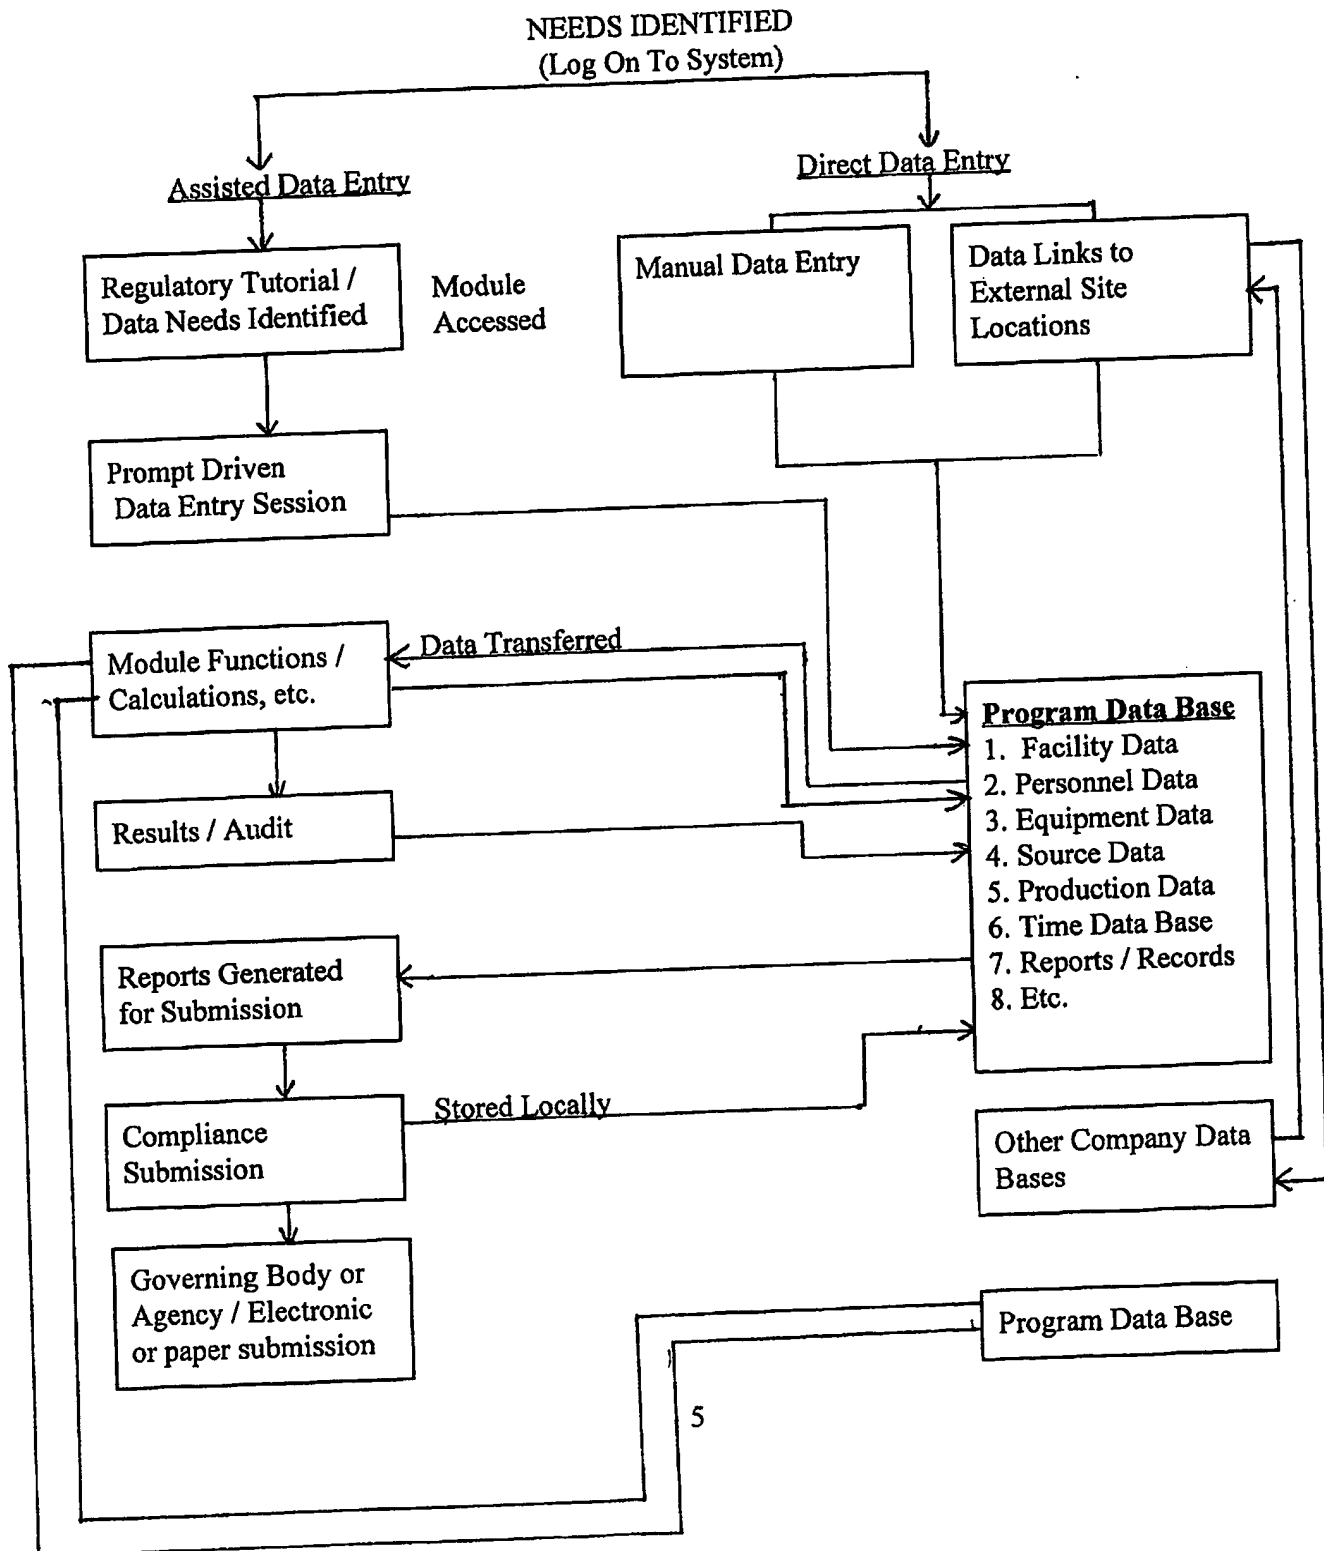 NEEDS IDENTIFIED
(Log On To System)
Assisted Data Entry
Direct Data Entry
Regulatory Tutorial /
Data Needs Identified
Module
Accessed
Manual Data Entry
Data Links to
External Site
Locations
Prompt Driven
Data Entry Session
Module Functions /
Calculations, etc.
Data Transferred
Program Data Base
1. Facility Data
2. Personnel Data
3. Equipment Data
4. Source Data
5. Production Data
6. Time Data Base
7. Reports / Records
8. Etc.
Results / Audit
Reports Generated
for Submission
Compliance
Submission
Stored Locally
Other Company Data
Bases
Governing Body or
Agency / Electronic
or paper submission
Program Data Base
5